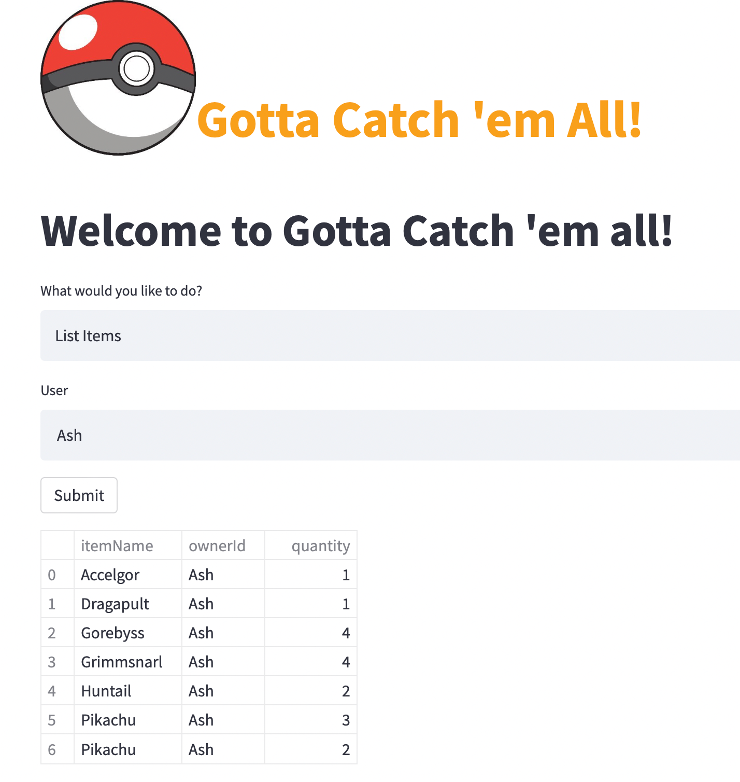 Gotta Catch 'em All!
Welcome to Gotta Catch 'em all!
What would you like to do?
List Items
User
Ash
Submit
itemName ownerId quantity
0 Accelgor Ash 1
1 Dragapult Ash 1
2 Gorebyss Ash 4
3 Grimmsnarl Ash 4
4 Huntail Ash 2
5 Pikachu Ash 3
6 Pikachu Ash 2